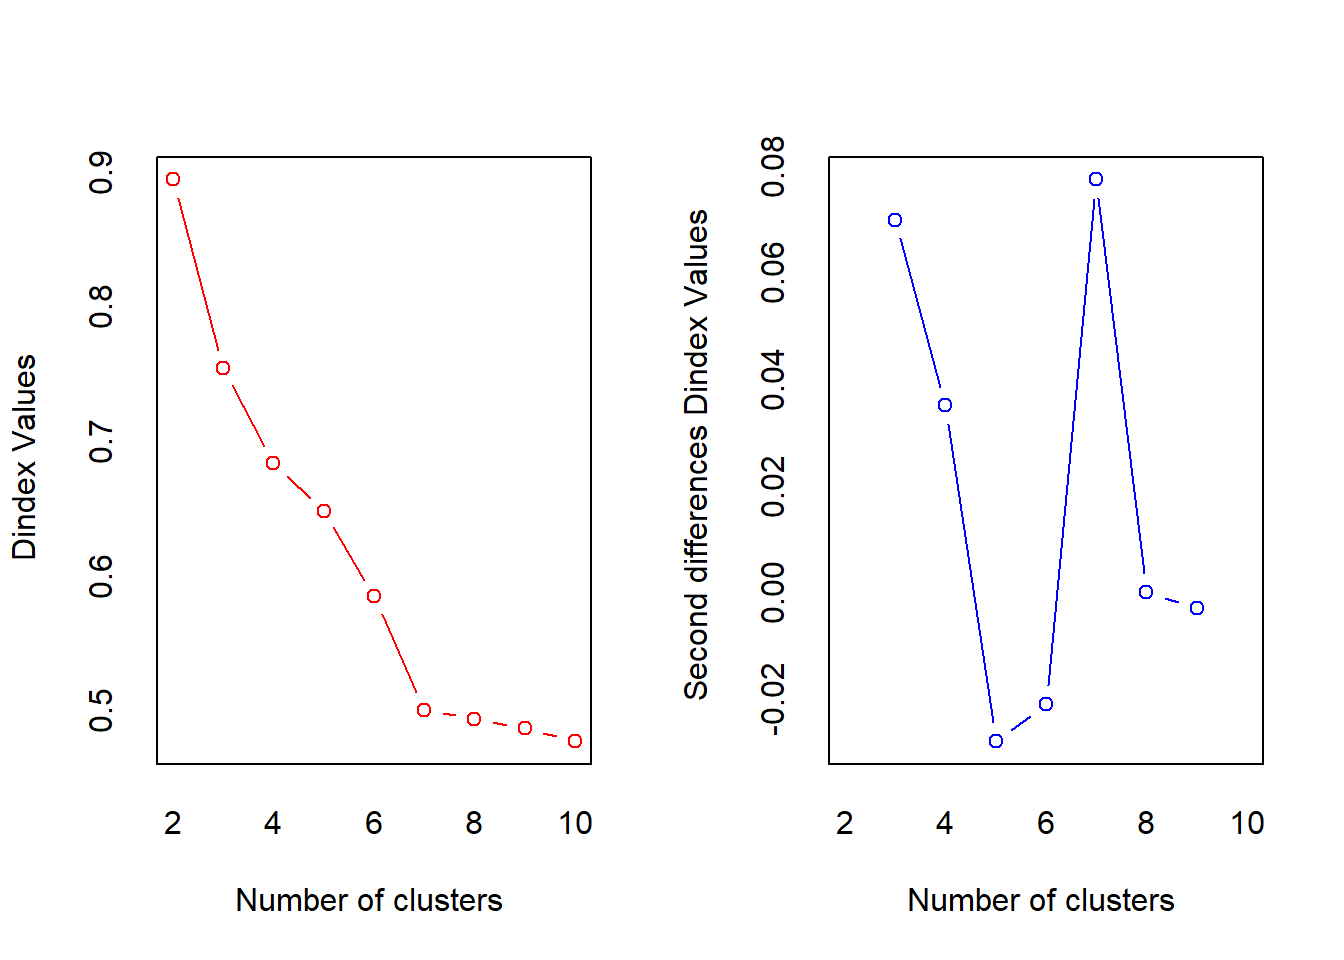 Dindex Values
0.9
0.8
0.7
0.6
0.5
2 4 6 8 10
Number of clusters
Second differences Dindex Values
0.08
0.06
0.04
0.02
0.00
-0.02
2 4 6 8 10
Number of clusters